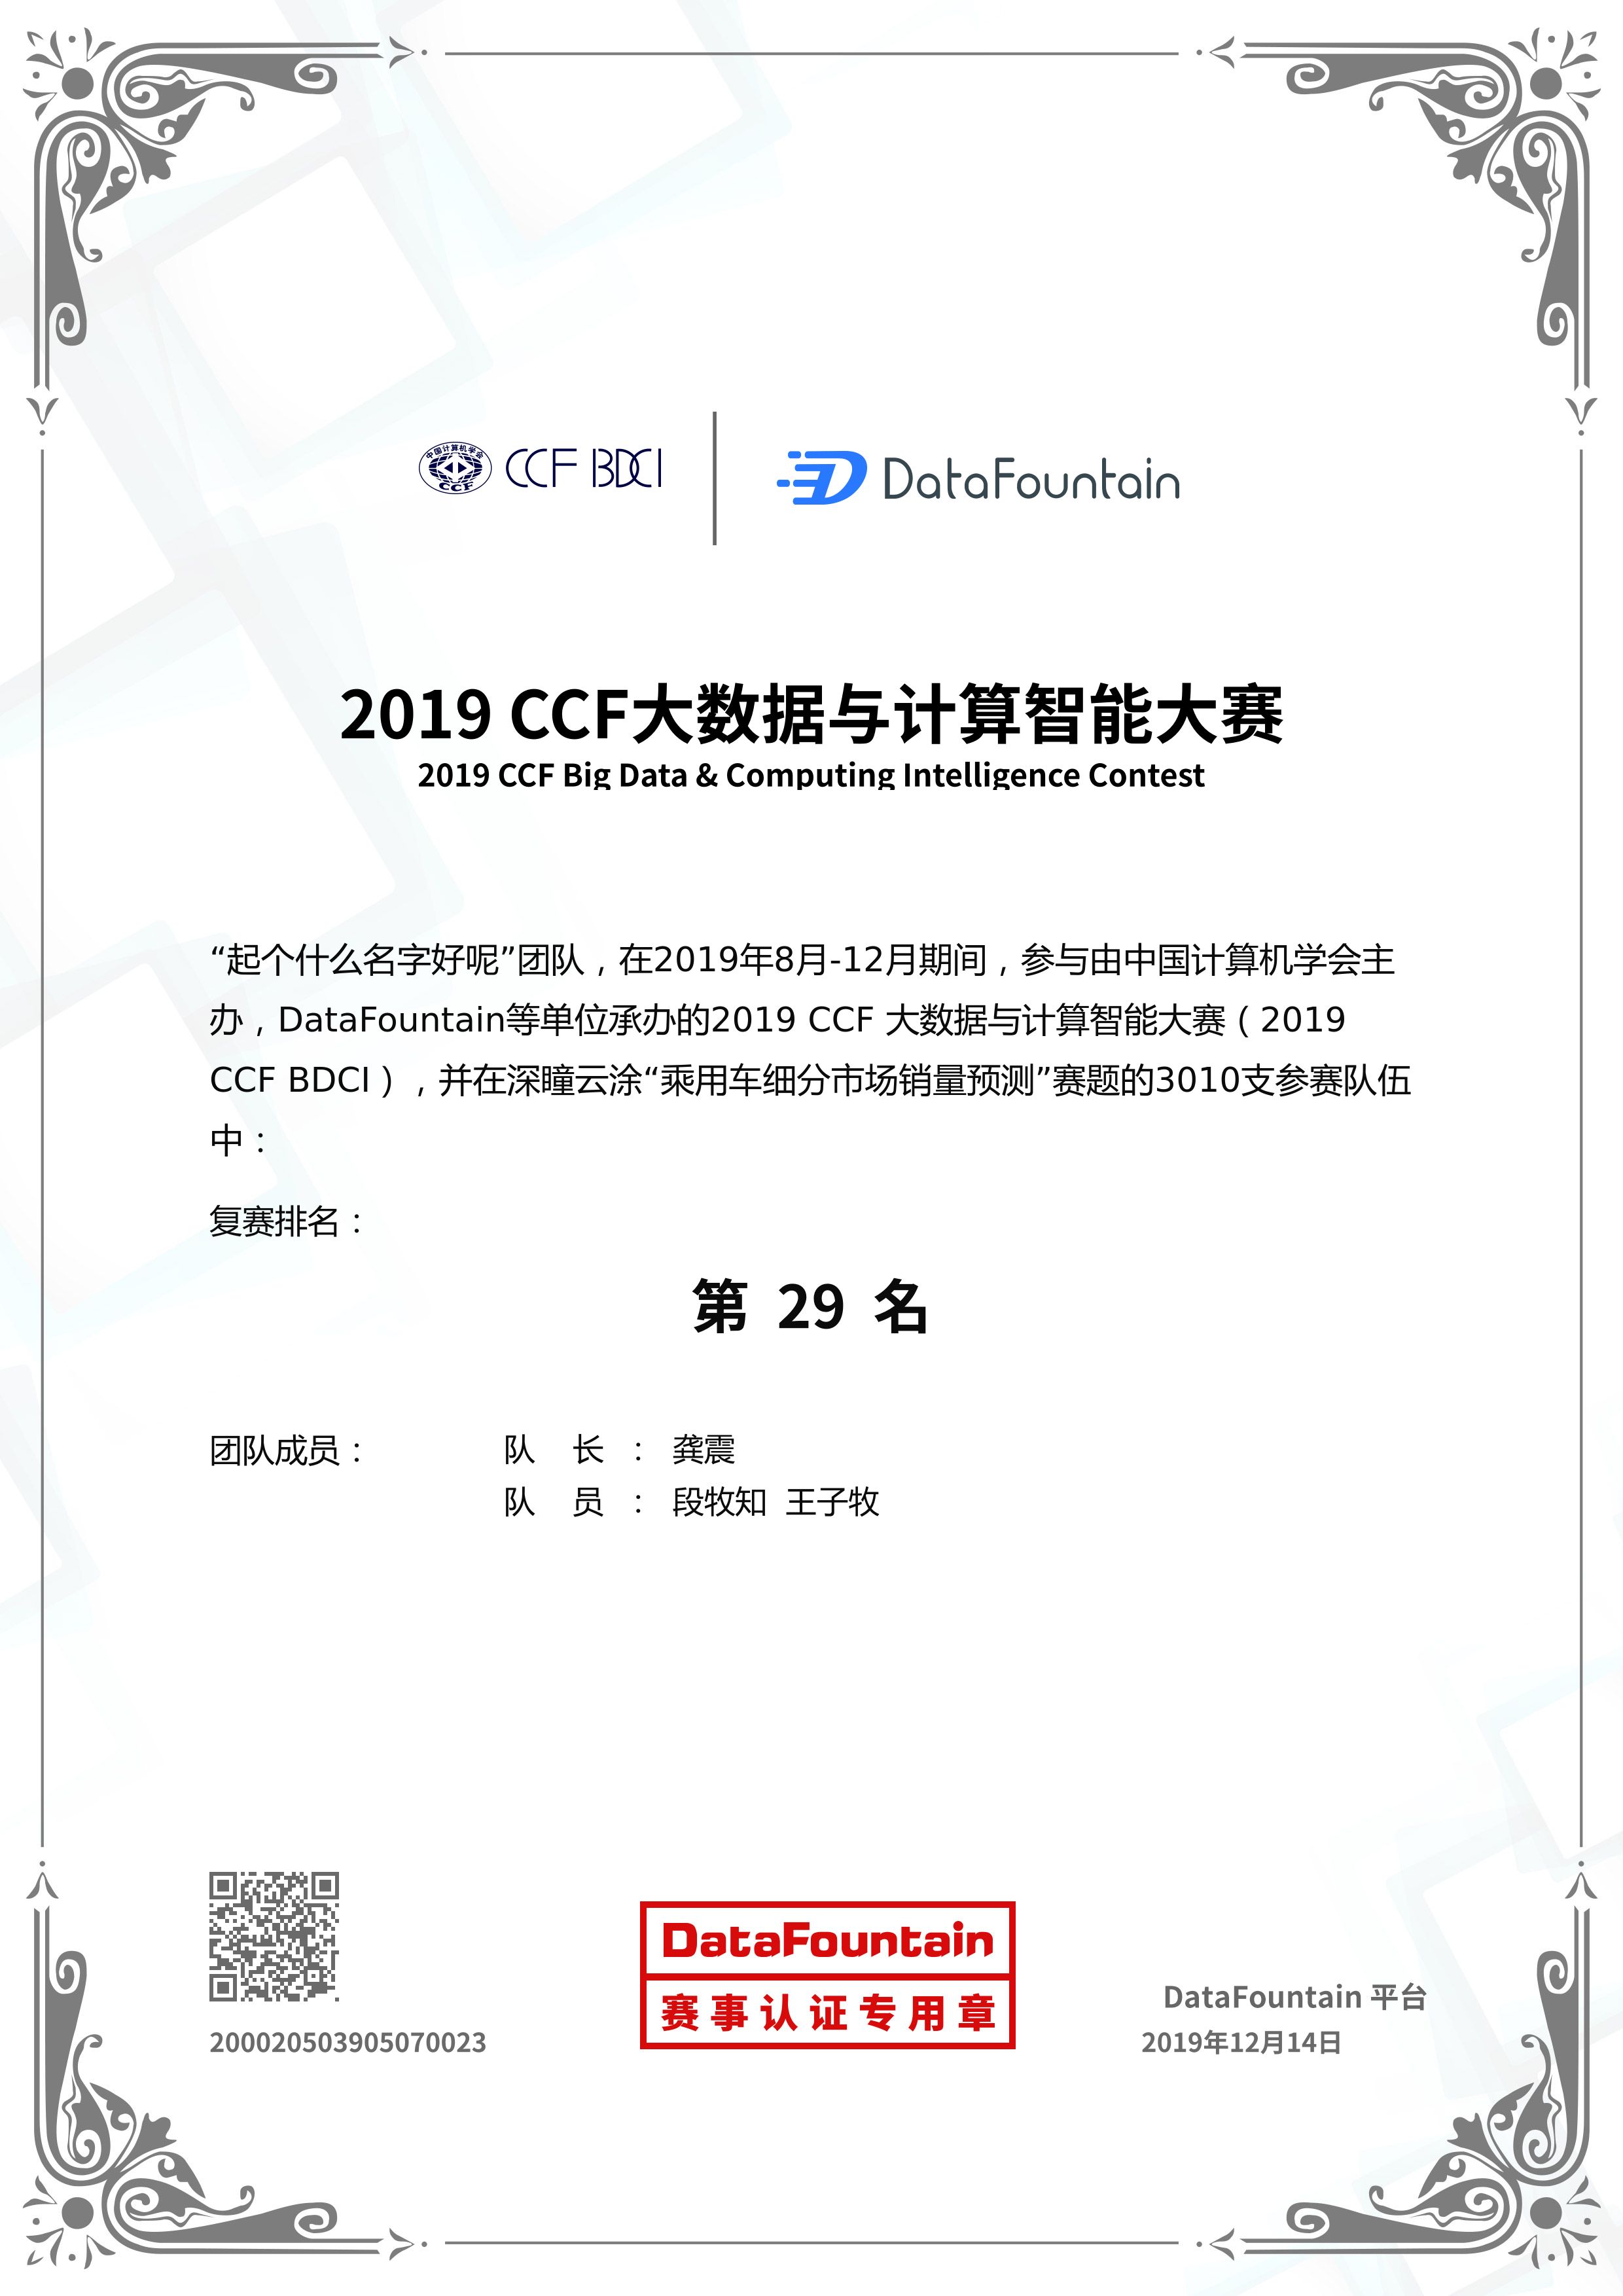 中国计算机学会
CCF
CCF BDCI
DataFountain
2019 CCF大数据与计算智能大赛
2019 CCF Big Data & Computing Intelligence Contest
“起个什么名字好呢”团队，在2019年8月-12月期间，参与由中国计算机学会主
办，DataFountain等单位承办的2019 CCF 大数据与计算智能大赛（2019
CCF BDCI），并在深瞳云涂“乘用车细分市场销量预测”赛题的3010支参赛队伍
中：
复赛排名：
第 29 名
团队成员： 队 长 ： 龚震
队 员 ： 段牧知 王子牧
DataFountain
赛事认证专用章
DataFountain 平台
200020503905070023
2019年12月14日